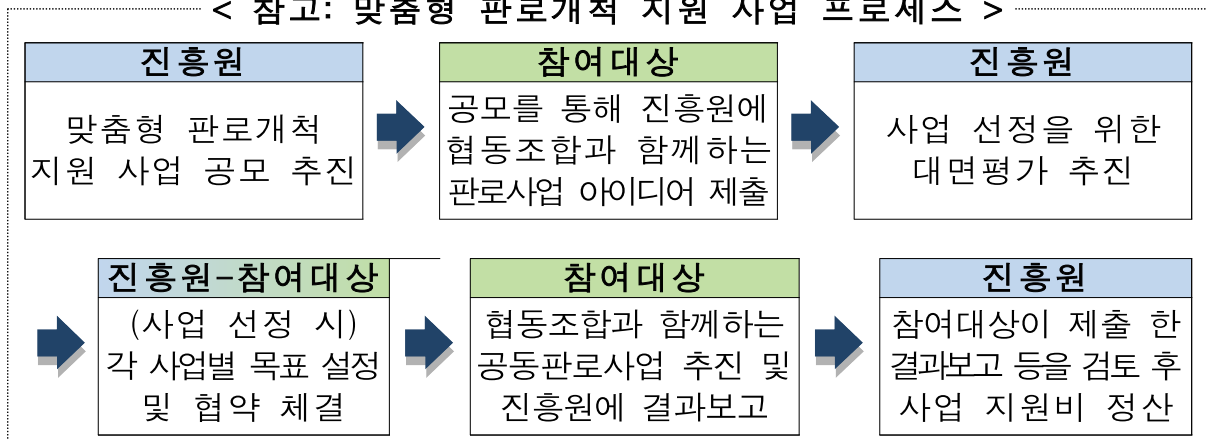 < 참고: 맞춤형 판로개척 지원 사업 프로세스 >
진흥원
맞춤형 판로개척
지원 사업 공모 추진
참여대상
공모를 통해 진흥원에
협동조합과 함께하는
판로사업 아이디어 제출
진흥원
사업 선정을 위한
대면평가 추진
진흥원-참여대상
(사업 선정 시)
각 사업별 목표 설정
및 협약 체결
참여대상
협동조합과 함께하는
공동판로사업 추진 및
진흥원에 결과보고
진흥원
참여대상이 제출 한
결과보고 등을 검토 후
사업 지원비 정산